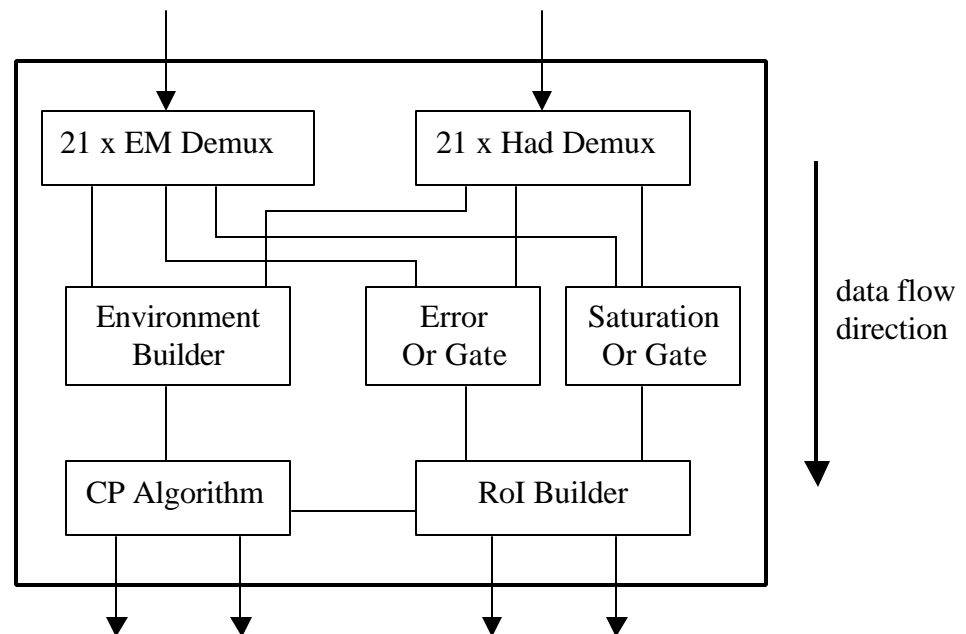 21 x EM Demux
21 x Had Demux
Environment
Builder
Error
Or Gate
Saturation
Or Gate
data flow
direction
CP Algorithm
RoI Builder